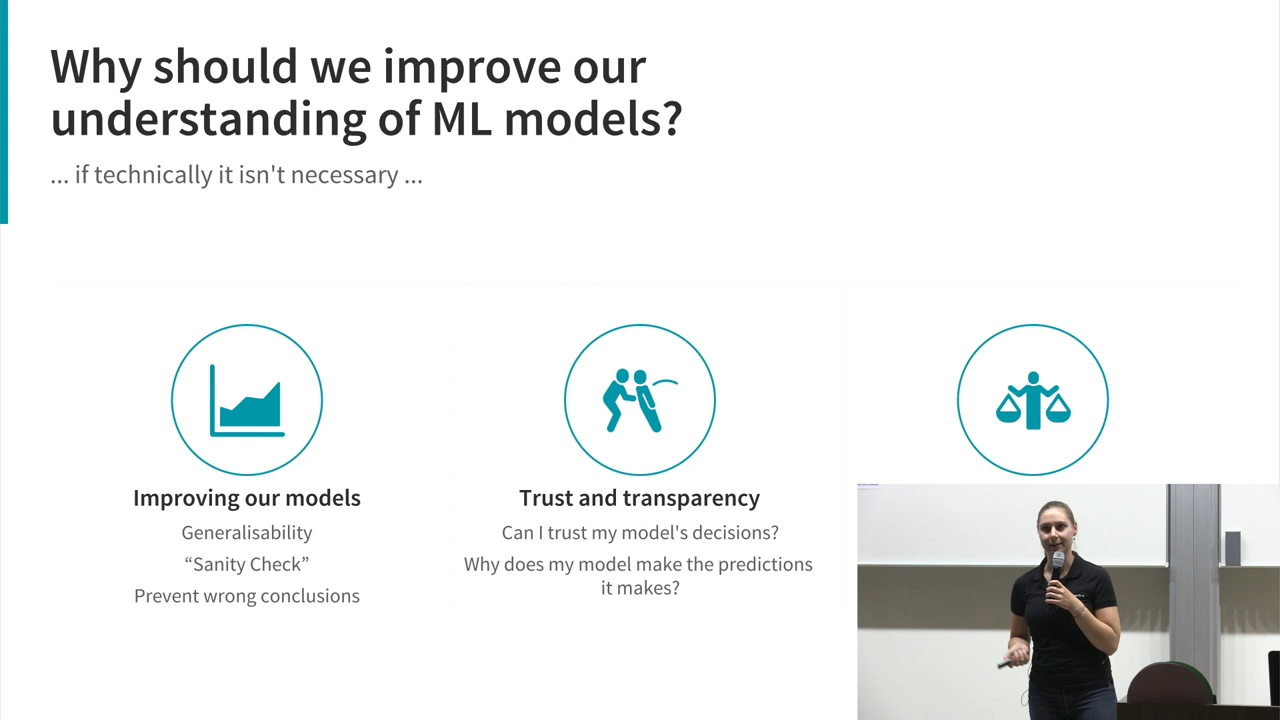 Why should we improve our
understanding of ML models?
... if technically it isn't necessary ...
Improving our models
Generalisability
“Sanity Check”
Prevent wrong conclusions
Trust and transparency
Can I trust my model's decisions?
Why does my model make the predictions
it makes?